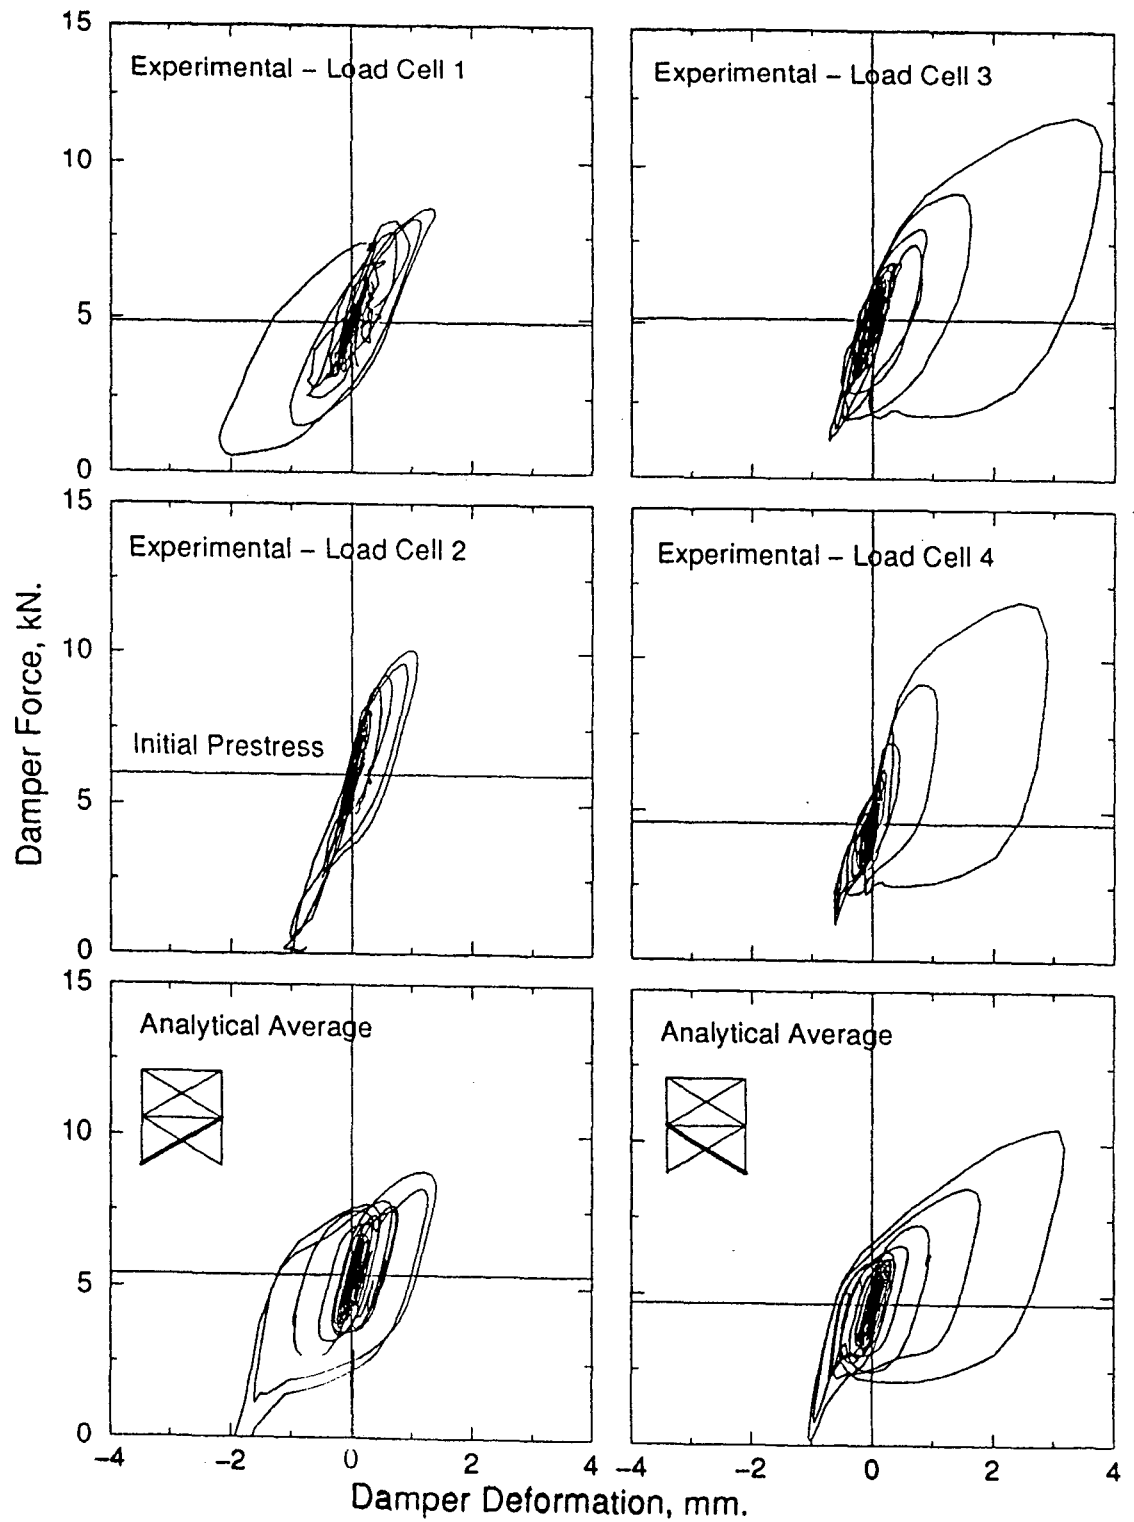 15
Experimental – Load Cell 1
Experimental – Load Cell 3
10
5
0
15
Experimental – Load Cell 2
Experimental – Load Cell 4
10
Initial Prestress
5
0
Damper Force, kN.
15
Analytical Average
Analytical Average
10
5
0
−4 −2 0 2 4 −4 −2 0 2 4
Damper Deformation, mm.